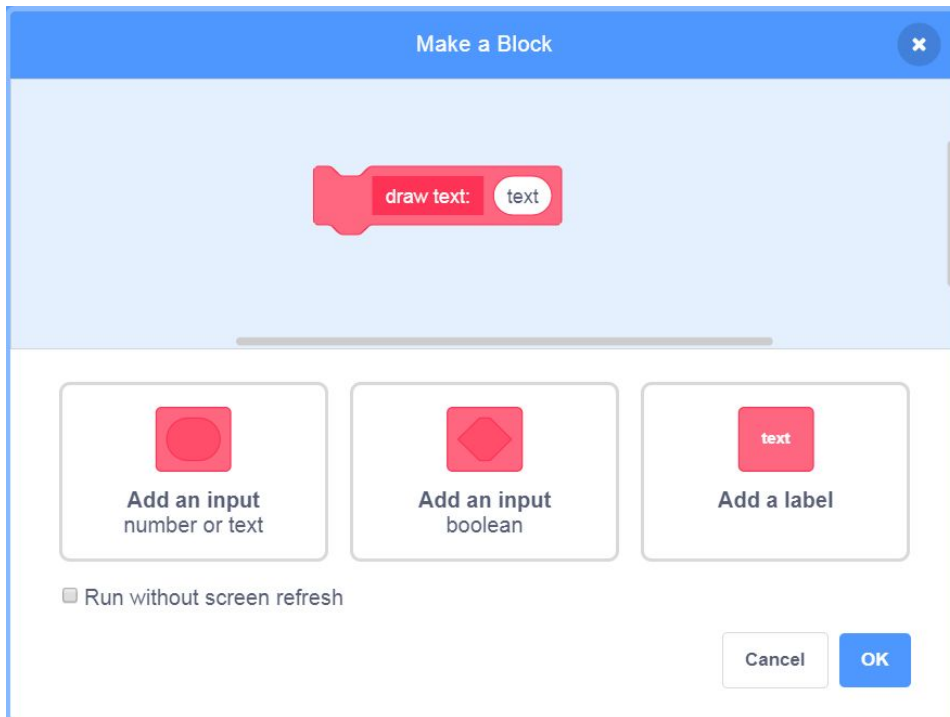 Make a Block
draw text: text
text
Add an input
number or text
Add an input
boolean
Add a label
Run without screen refresh
Cancel
OK